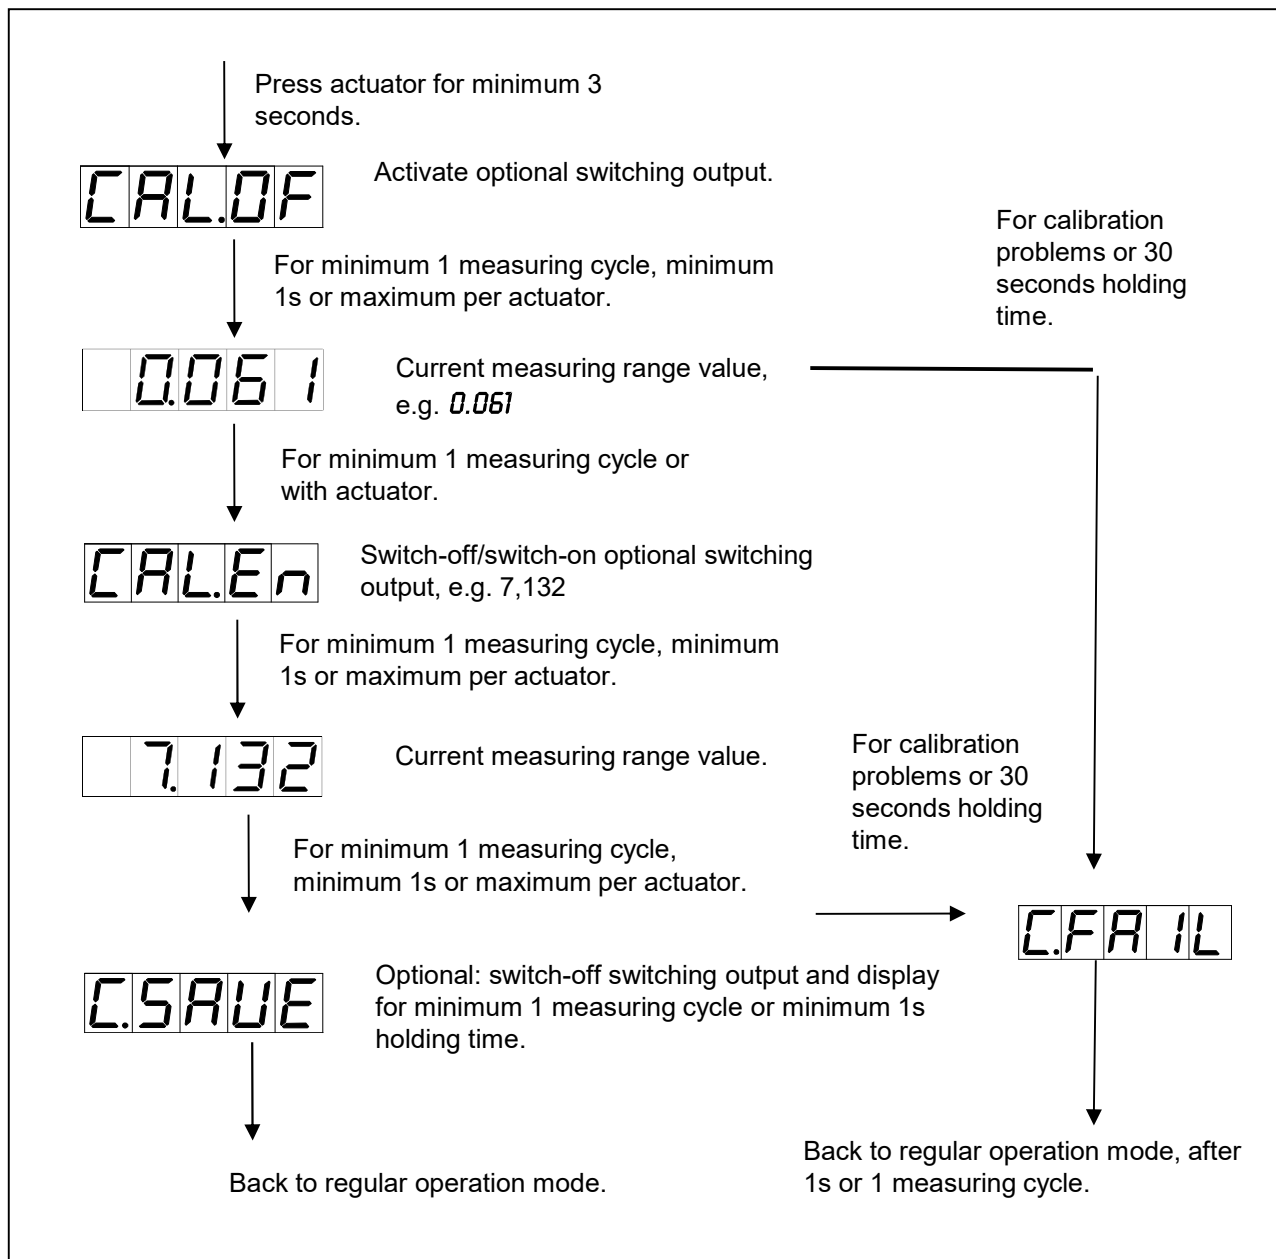 Press actuator for minimum 3
seconds.
CAL.OF
Activate optional switching output.
For calibration
problems or 30
seconds holding
time.
For minimum 1 measuring cycle, minimum
1s or maximum per actuator.
0.061
Current measuring range value,
e.g. 0.061
For minimum 1 measuring cycle or
with actuator.
CAL.En
Switch-off/switch-on optional switching
output, e.g. 7,132
For minimum 1 measuring cycle, minimum
1s or maximum per actuator.
7.132
Current measuring range value.
For calibration
problems or 30
seconds holding
time.
For minimum 1 measuring cycle,
minimum 1s or maximum per actuator.
C.FAIL
C.SAVE
Optional: switch-off switching output and display
for minimum 1 measuring cycle or minimum 1s
holding time.
Back to regular operation mode, after
1s or 1 measuring cycle.
Back to regular operation mode.